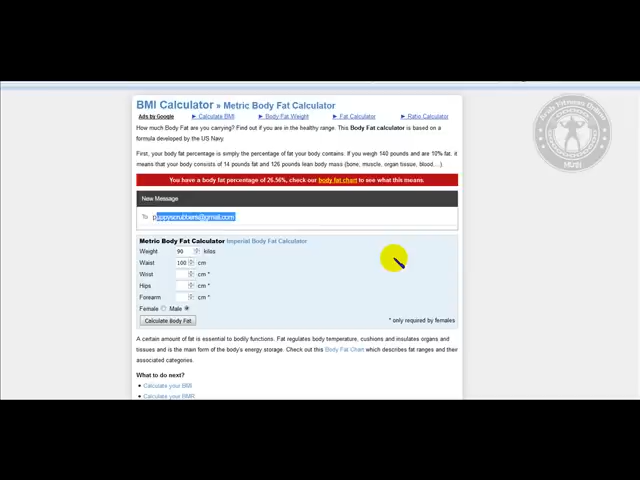 BMI Calculator » Metric Body Fat Calculator
Ads by Google ► Calculate BMI ► Body Fat Weight ► Fat Calculator ► Ratio Calculator
How much Body Fat are you carrying? Find out if you are in the healthy range. This Body Fat calculator is based on a
formula developed by the US Navy.
First, your body fat percentage is simply the percentage of fat your body contains. If you weigh 140 pounds and are 10% fat, it
means that your body consists of 14 pounds fat and 126 pounds lean body mass (bone, muscle, organ tissue, blood...).
You have a body fat percentage of 26.56%, check our body fat chart to see what this means.
New Message
To puppyscrubbers@gmail.com
Metric Body Fat Calculator Imperial Body Fat Calculator
Weight 90 kilos
Waist 100 cm
Wrist cm *
Hips cm *
Forearm cm *
Female Male
Calculate Body Fat * only required by females
A certain amount of fat is essential to bodily functions. Fat regulates body temperature, cushions and insulates organs and
tissues and is the main form of the body's energy storage. Check out this Body Fat Chart which describes fat ranges and their
associated categories.
What to do next?
• Calculate your BMI
• Calculate your BMR